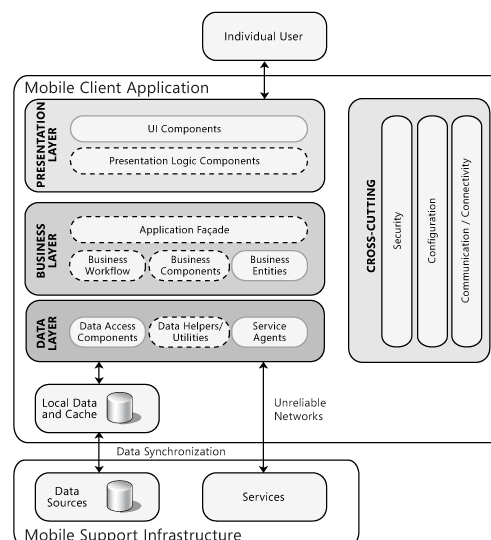 Individual User
Mobile Client Application
PRESENTATION
LAYER
UI Components
Presentation Logic Components
BUSINESS
LAYER
Application Façade
Business
Workflow
Business
Components
Business
Entities
DATA
LAYER
Data Access
Components
Data Helpers/
Utilities
Service
Agents
CROSS-CUTTING
Security
Configuration
Communication / Connectivity
Local Data
and Cache
Unreliable
Networks
Data Synchronization
Data
Sources
Services
Mobile Support Infrastructure